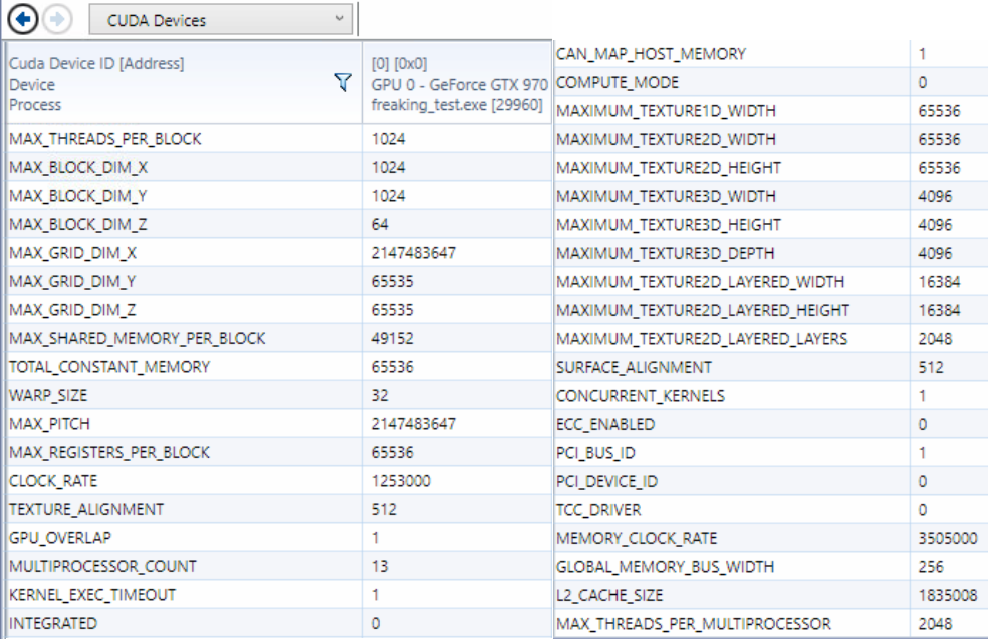 CUDA Devices
Cuda Device ID [Address] [0] [0x0]
Device GPU 0 - GeForce GTX 970
Process freaking_test.exe [29960]
MAX_THREADS_PER_BLOCK 1024
MAX_BLOCK_DIM_X 1024
MAX_BLOCK_DIM_Y 1024
MAX_BLOCK_DIM_Z 64
MAX_GRID_DIM_X 2147483647
MAX_GRID_DIM_Y 65535
MAX_GRID_DIM_Z 65535
MAX_SHARED_MEMORY_PER_BLOCK 49152
TOTAL_CONSTANT_MEMORY 65536
WARP_SIZE 32
MAX_PITCH 2147483647
MAX_REGISTERS_PER_BLOCK 65536
CLOCK_RATE 1253000
TEXTURE_ALIGNMENT 512
GPU_OVERLAP 1
MULTIPROCESSOR_COUNT 13
KERNEL_EXEC_TIMEOUT 1
INTEGRATED 0
CAN_MAP_HOST_MEMORY 1
COMPUTE_MODE 0
MAXIMUM_TEXTURE1D_WIDTH 65536
MAXIMUM_TEXTURE2D_WIDTH 65536
MAXIMUM_TEXTURE2D_HEIGHT 65536
MAXIMUM_TEXTURE3D_WIDTH 4096
MAXIMUM_TEXTURE3D_HEIGHT 4096
MAXIMUM_TEXTURE3D_DEPTH 4096
MAXIMUM_TEXTURE2D_LAYERED_WIDTH 16384
MAXIMUM_TEXTURE2D_LAYERED_HEIGHT 16384
MAXIMUM_TEXTURE2D_LAYERED_LAYERS 2048
SURFACE_ALIGNMENT 512
CONCURRENT_KERNELS 1
ECC_ENABLED 0
PCI_BUS_ID 1
PCI_DEVICE_ID 0
TCC_DRIVER 0
MEMORY_CLOCK_RATE 3505000
GLOBAL_MEMORY_BUS_WIDTH 256
L2_CACHE_SIZE 1835008
MAX_THREADS_PER_MULTIPROCESSOR 2048